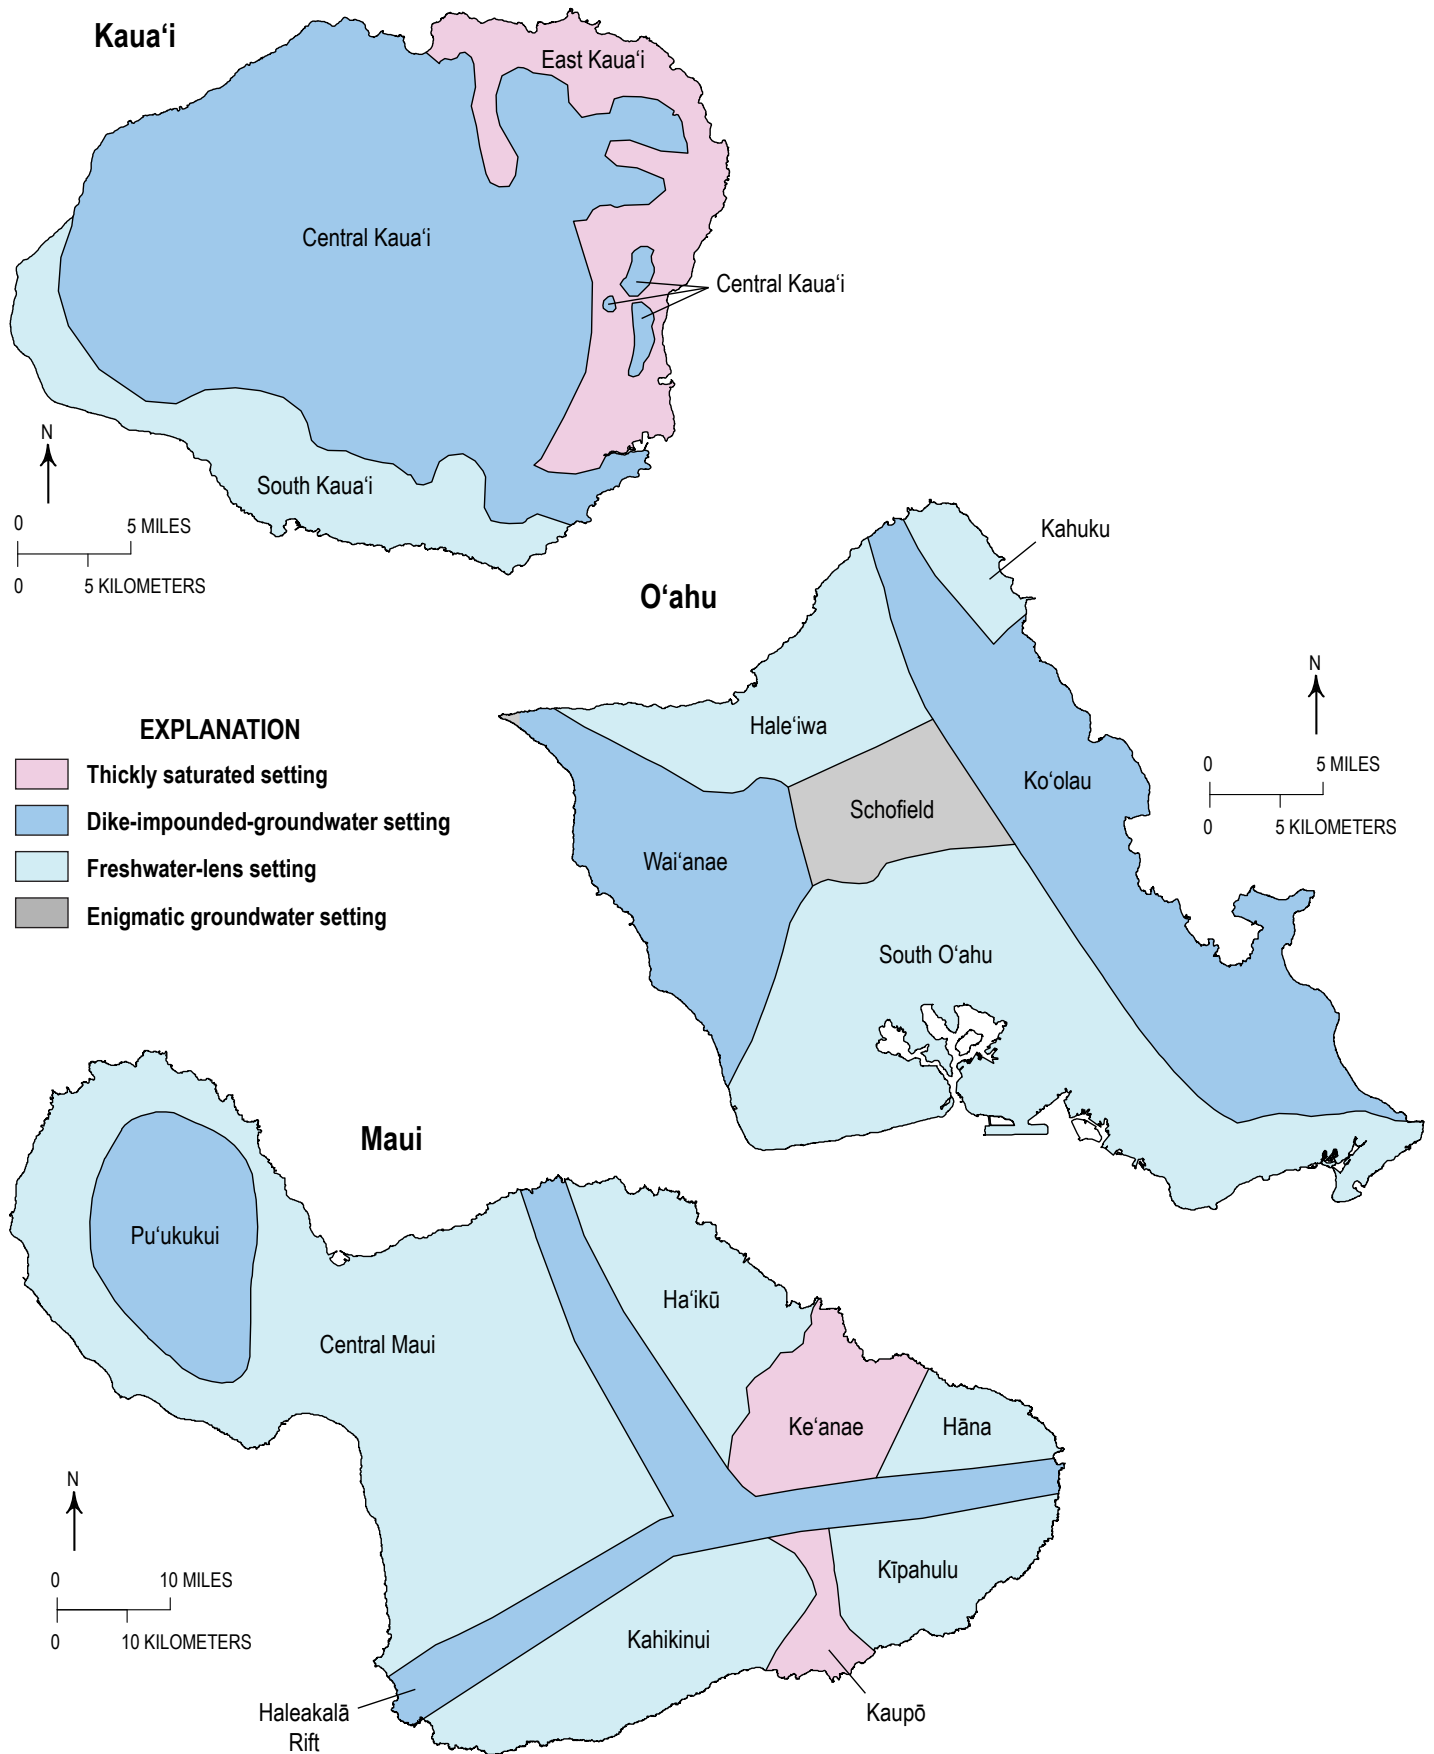 Kauaʻi
East Kauaʻi
Central Kauaʻi
Central Kauaʻi
South Kauaʻi
N
0 5 MILES
0 5 KILOMETERS
Oʻahu
Kahuku
Haleʻiwa
Koʻolau
Schofield
Waiʻanae
South Oʻahu
N
0 5 MILES
0 5 KILOMETERS
EXPLANATION
Thickly saturated setting
Dike-impounded-groundwater setting
Freshwater-lens setting
Enigmatic groundwater setting
Maui
Puʻukukui
Haʻikū
Central Maui
Keʻanae
Hāna
Kīpahulu
Kahikinui
Kaupō
Haleakalā
Rift
N
0 10 MILES
0 10 KILOMETERS